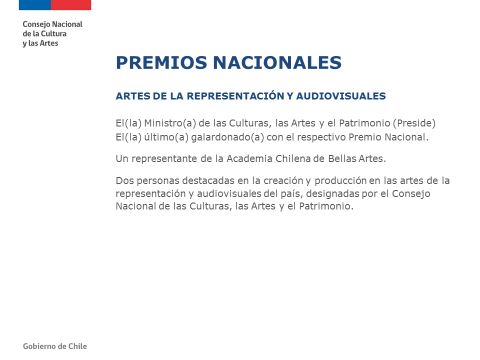 Consejo Nacional
de la Cultura
y las Artes
PREMIOS NACIONALES
ARTES DE LA REPRESENTACIÓN Y AUDIOVISUALES
El(la) Ministro(a) de las Culturas, las Artes y el Patrimonio (Preside)
El(la) último(a) galardonado(a) con el respectivo Premio Nacional.
Un representante de la Academia Chilena de Bellas Artes.
Dos personas destacadas en la creación y producción en las artes de la
representación y audiovisuales del país, designadas por el Consejo
Nacional de las Culturas, las Artes y el Patrimonio.
Gobierno de Chile